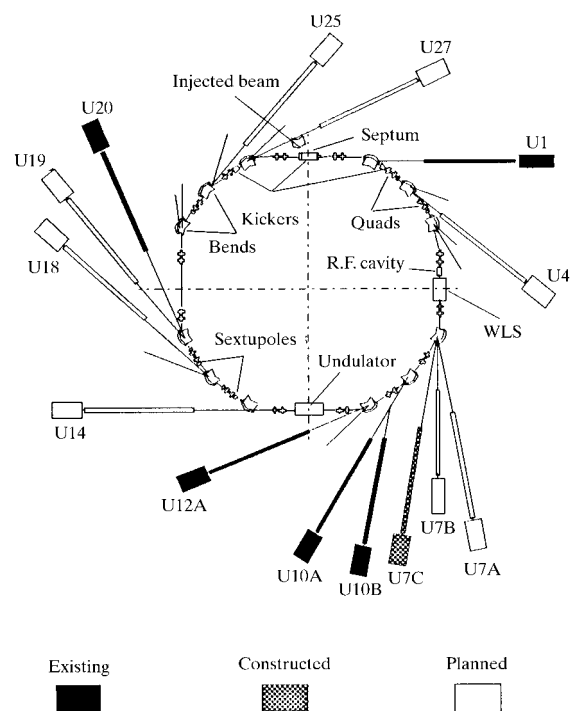 U25
U27
Injected beam
U20
Septum
U1
U19
Kickers
Quads
Bends
U18
R.F. cavity
U4
WLS
Sextupoles
Undulator
U14
U12A
U7B
U10A
U10B
U7C
U7A
Existing
Constructed
Planned